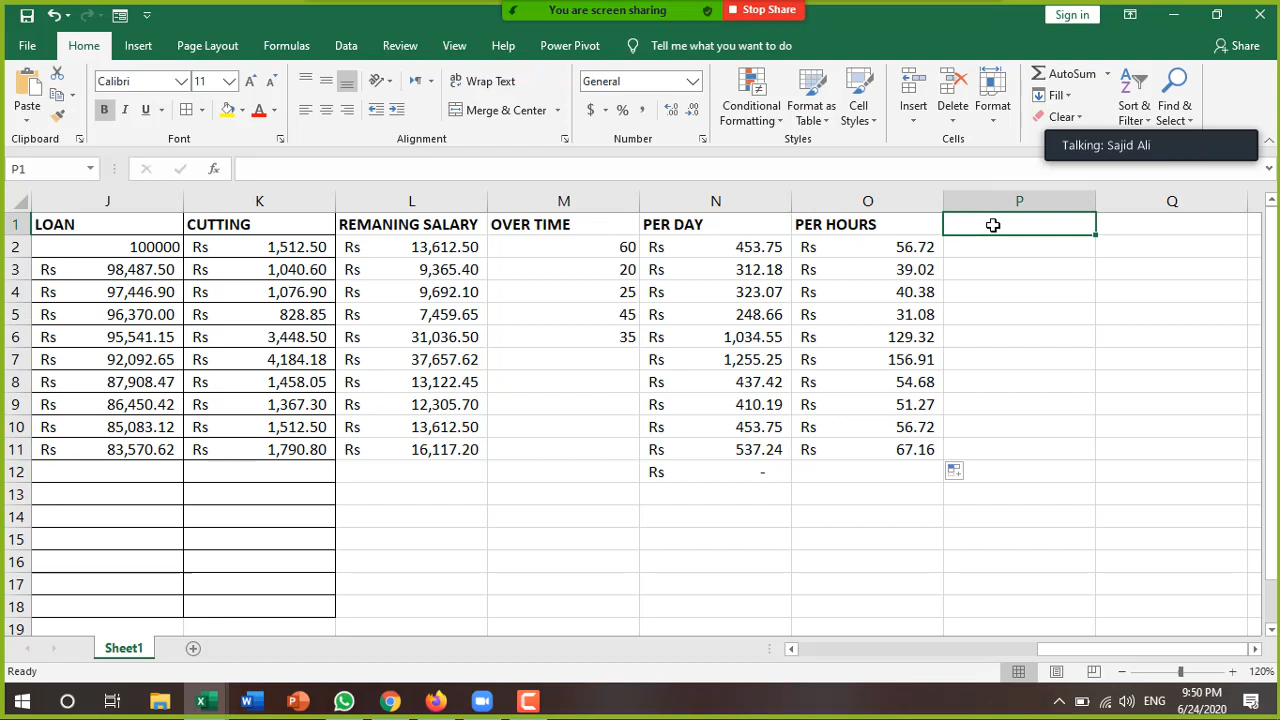 You are screen sharing
Stop Share
Sign in
File Home Insert Page Layout Formulas Data Review View Help Power Pivot Tell me what you want to do Share
Paste
Calibri 11
B I U
Wrap Text
Merge & Center
General
$ % ,
Conditional Formatting
Format as Table
Cell Styles
Insert Delete Format
AutoSum
Fill
Clear
Sort & Filter
Find & Select
Clipboard Font Alignment Number Styles Cells
Talking: Sajid Ali
P1 fx
J K L M N O P Q
1 LOAN CUTTING REMANING SALARY OVER TIME PER DAY PER HOURS
2 100000 Rs 1,512.50 Rs 13,612.50 60 Rs 453.75 Rs 56.72
3 Rs 98,487.50 Rs 1,040.60 Rs 9,365.40 20 Rs 312.18 Rs 39.02
4 Rs 97,446.90 Rs 1,076.90 Rs 9,692.10 25 Rs 323.07 Rs 40.38
5 Rs 96,370.00 Rs 828.85 Rs 7,459.65 45 Rs 248.66 Rs 31.08
6 Rs 95,541.15 Rs 3,448.50 Rs 31,036.50 35 Rs 1,034.55 Rs 129.32
7 Rs 92,092.65 Rs 4,184.18 Rs 37,657.62 Rs 1,255.25 Rs 156.91
8 Rs 87,908.47 Rs 1,458.05 Rs 13,122.45 Rs 437.42 Rs 54.68
9 Rs 86,450.42 Rs 1,367.30 Rs 12,305.70 Rs 410.19 Rs 51.27
10 Rs 85,083.12 Rs 1,512.50 Rs 13,612.50 Rs 453.75 Rs 56.72
11 Rs 83,570.62 Rs 1,790.80 Rs 16,117.20 Rs 537.24 Rs 67.16
12 Rs -
13
14
15
16
17
18
19
Sheet1
Ready 120%
ENG
9:50 PM
6/24/2020